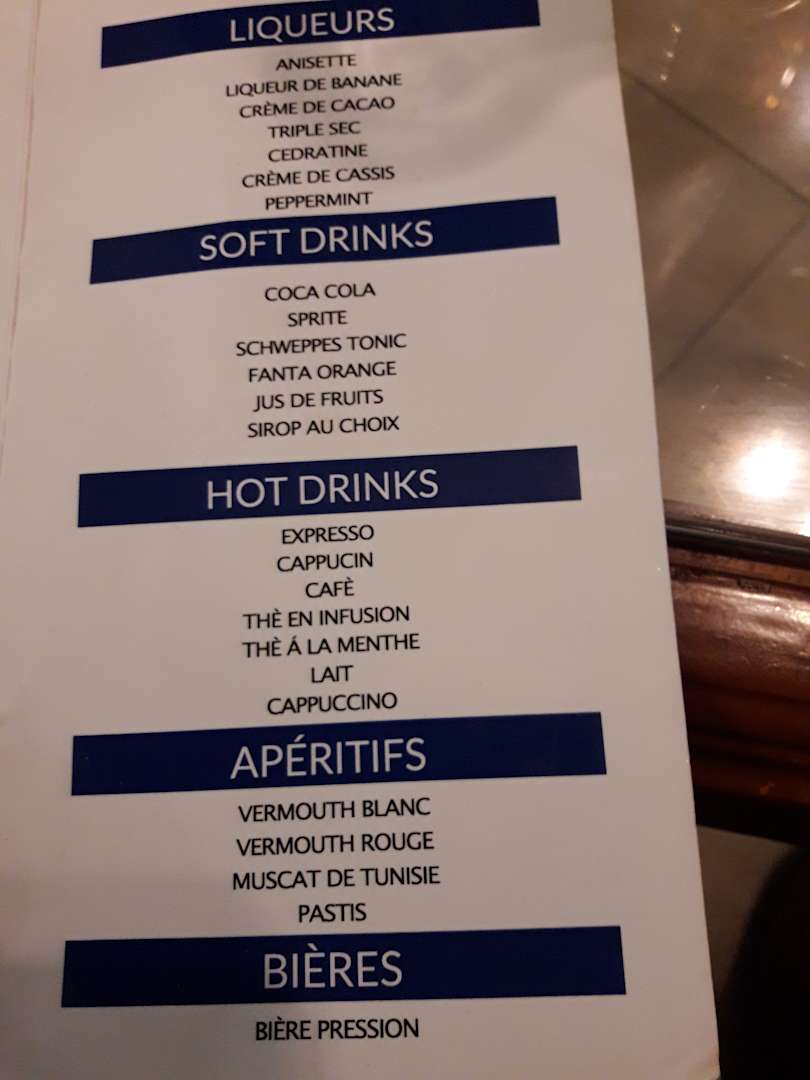 LIQUEURS
ANISETTE
LIQUEUR DE BANANE
CRÈME DE CACAO
TRIPLE SEC
CEDRATINE
CRÈME DE CASSIS
PEPPERMINT
SOFT DRINKS
COCA COLA
SPRITE
SCHWEPPES TONIC
FANTA ORANGE
JUS DE FRUITS
SIROP AU CHOIX
HOT DRINKS
EXPRESSO
CAPPUCIN
CAFÈ
THÈ EN INFUSION
THÈ Á LA MENTHE
LAIT
CAPPUCCINO
APÉRITIFS
VERMOUTH BLANC
VERMOUTH ROUGE
MUSCAT DE TUNISIE
PASTIS
BIÈRES
BIÈRE PRESSION